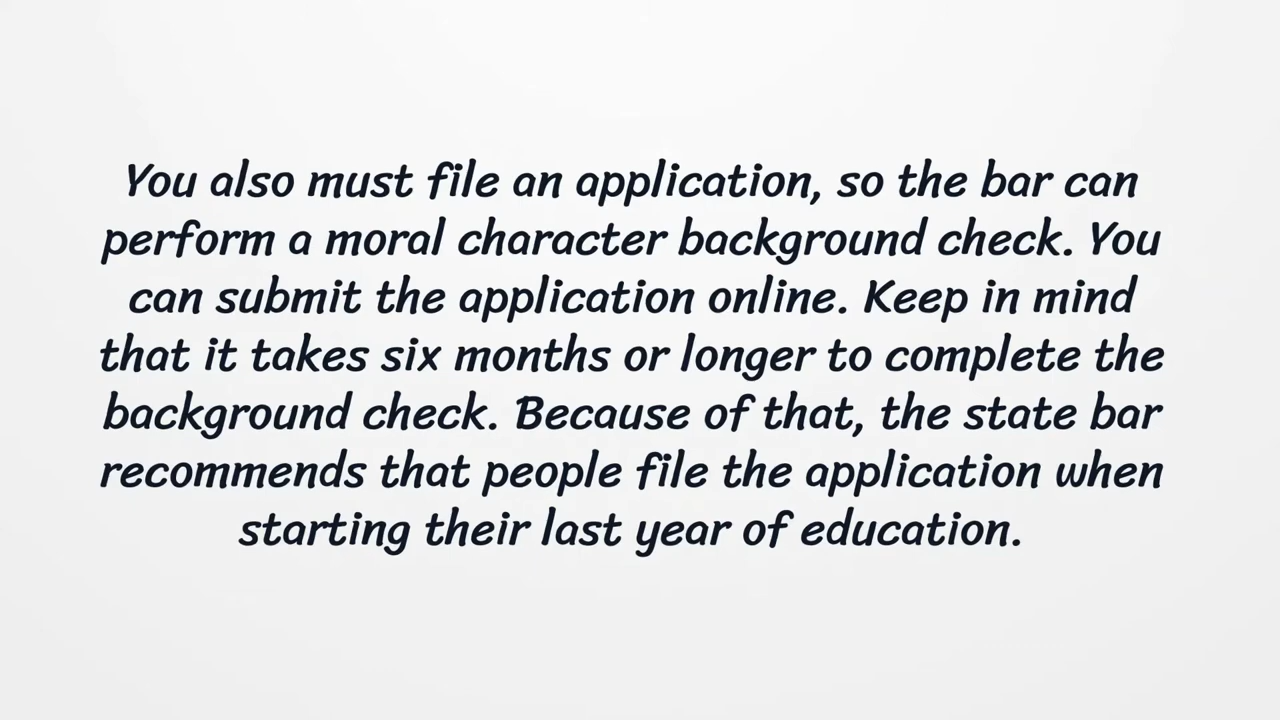 You also must file an application, so the bar can
perform a moral character background check. You
can submit the application online. Keep in mind
that it takes six months or longer to complete the
background check. Because of that, the state bar
recommends that people file the application when
starting their last year of education.